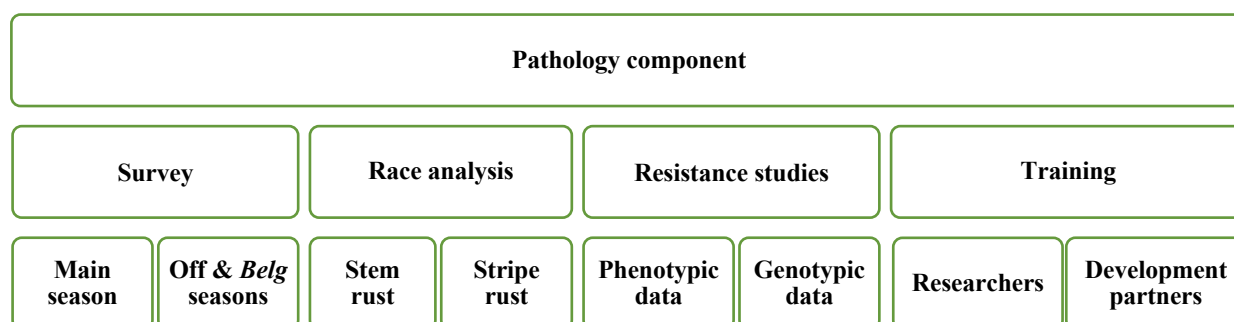 Pathology component
Survey
Race analysis
Resistance studies
Training
Main
season
Off & Belg
seasons
Stem
rust
Stripe
rust
Phenotypic
data
Genotypic
data
Researchers
Development
partners